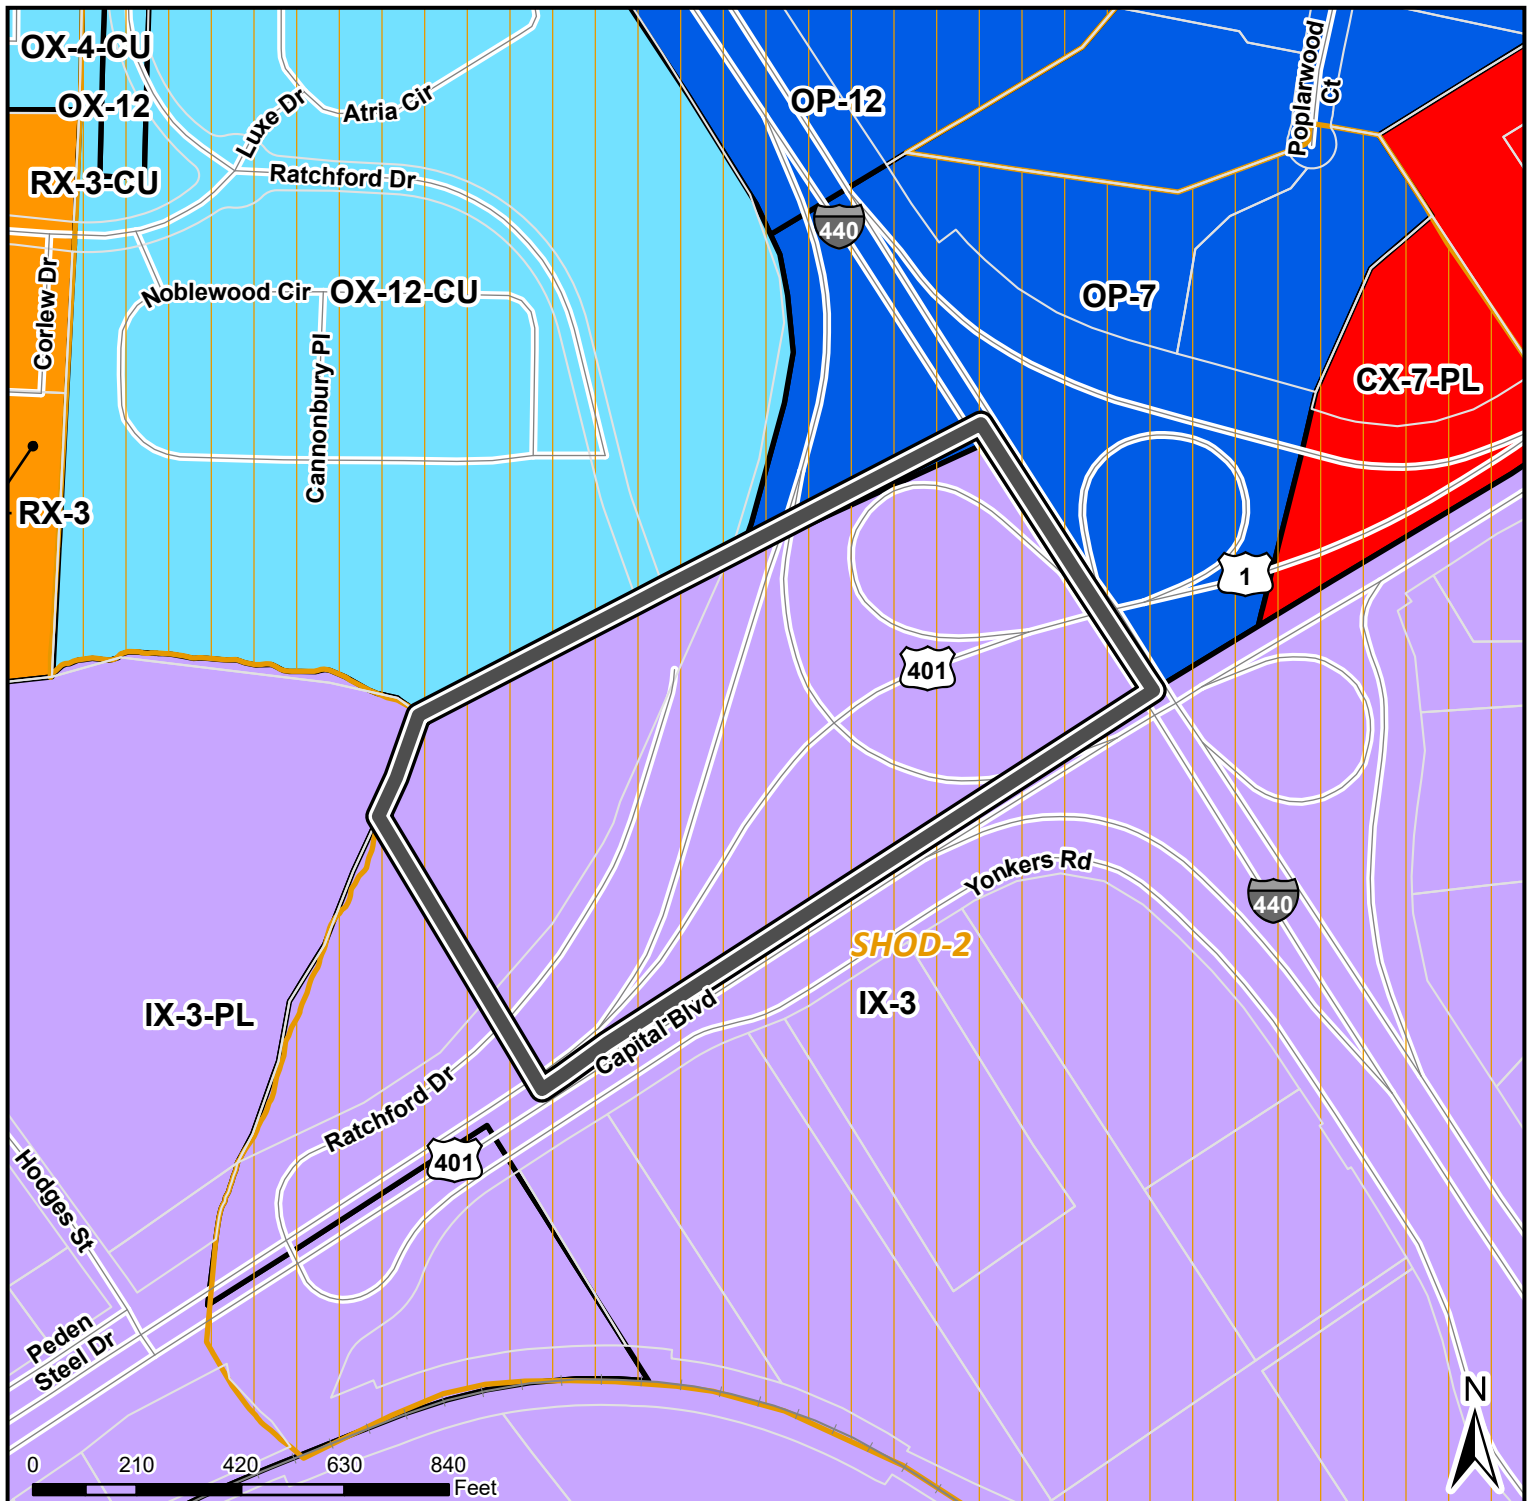 OX-4-CU
OX-12
RX-3-CU
Luxe Dr
Atria Cir
Ratchford Dr
OP-12
Poplarwood
Ct
440
Corlew Dr
Noblewood Cir
OX-12-CU
Cannonbury Pl
OP-7
CX-7-PL
RX-3
1
401
Yonkers Rd
440
SHOD-2
IX-3
IX-3-PL
Capital Blvd
Ratchford Dr
401
Hodges St
Peden
Steel Dr
N
0 210 420 630 840
Feet